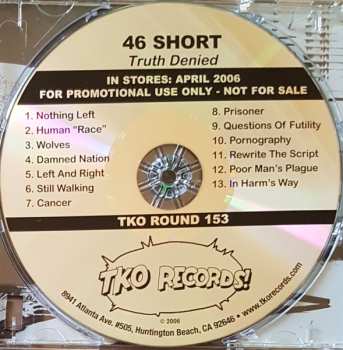 46 SHORT
Truth Denied
IN STORES: APRIL 2006
FOR PROMOTIONAL USE ONLY - NOT FOR SALE
1. Nothing Left
2. Human “Race”
3. Wolves
4. Damned Nation
5. Left And Right
6. Still Walking
7. Cancer
8. Prisoner
9. Questions Of Futility
10. Pornography
11. Rewrite The Script
12. Poor Man's Plague
13. In Harm's Way
TKO ROUND 153
TKO RECORDS!
© 2006
8941 Atlanta Ave. #505, Huntington Beach, CA 92646 • www.tkorecords.com